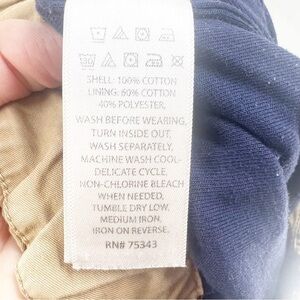 SHELL: 100% COTTON
LINING: 60% COTTON
40% POLYESTER.
WASH BEFORE WEARING,
TURN INSIDE OUT,
WASH SEPARATELY,
MACHINE WASH COOL-
DELICATE CYCLE,
NON-CHLORINE BLEACH
WHEN NEEDED,
TUMBLE DRY LOW,
MEDIUM IRON,
IRON ON REVERSE.
RN# 75343